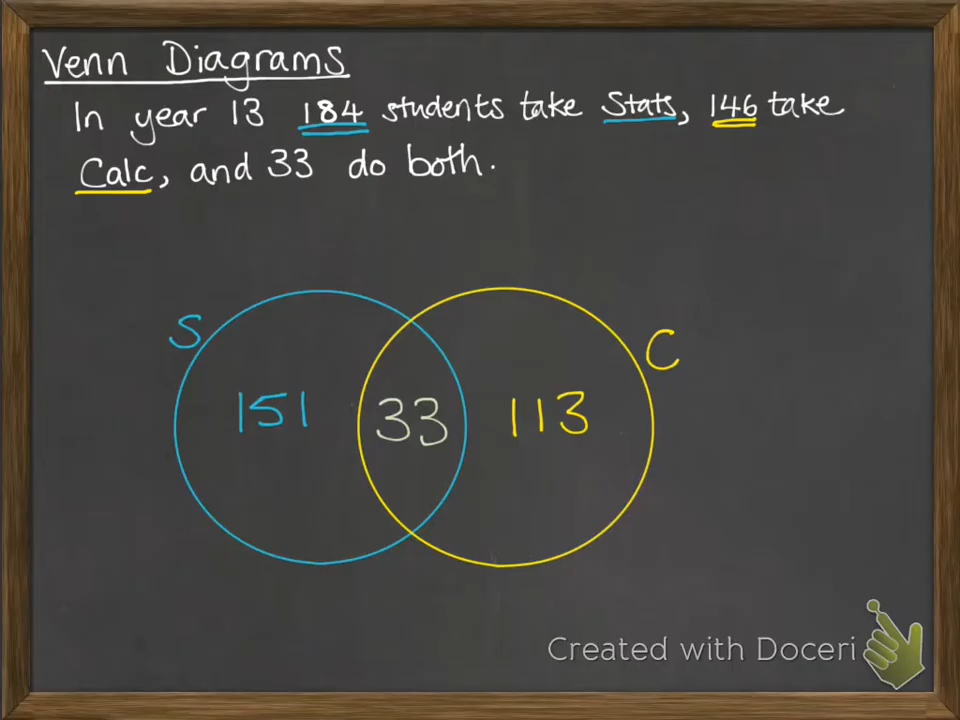 Venn Diagrams
In year 13 184 students take Stats, 146 take
Calc, and 33 do both.
S
C
151 33 113
Created with Doceri